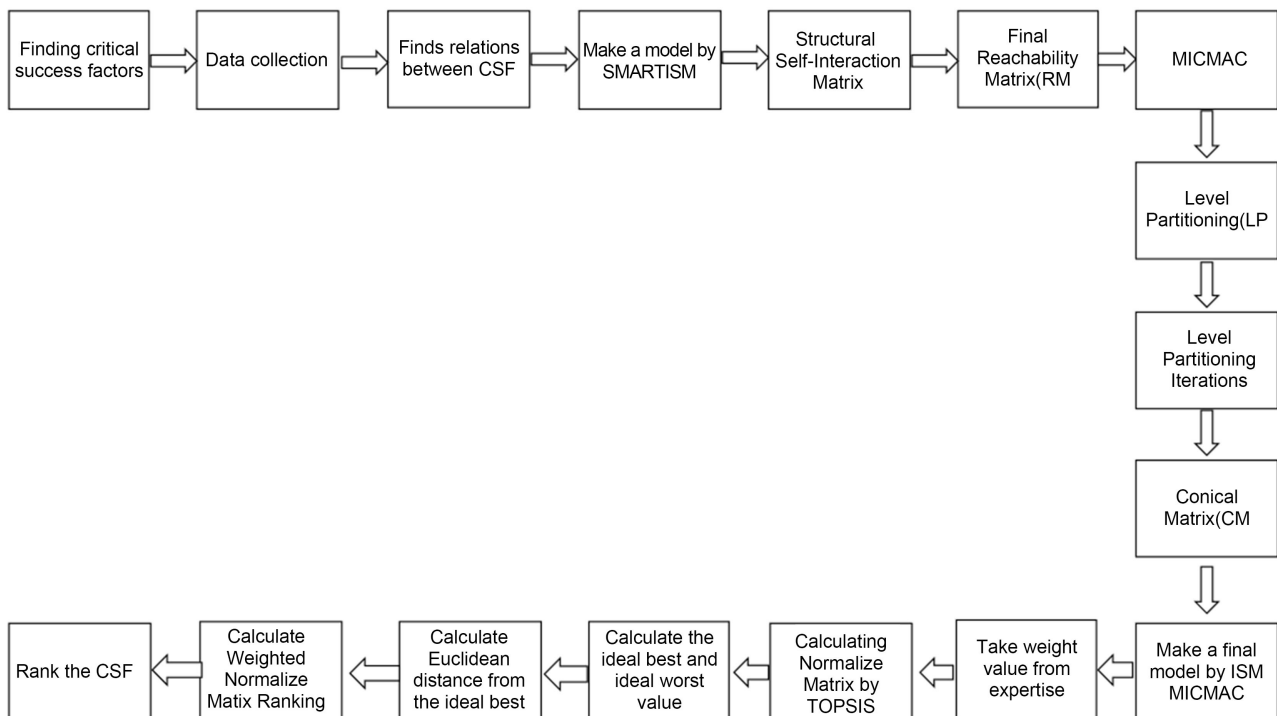 Finding critical
success factors
Data collection
Finds relations
between CSF
Make a model by
SMARTISM
Structural
Self-Interaction
Matrix
Final
Reachability
Matrix(RM
MICMAC
Level
Partitioning(LP
Level
Partitioning
Iterations
Conical
Matrix(CM
Make a final
model by ISM
MICMAC
Take weight
value from
expertise
Calculating
Normalize
Matrix by
TOPSIS
Calculate the
ideal best and
ideal worst
value
Calculate
Euclidean
distance from
the ideal best
Calculate
Weighted
Normalize
Matix Ranking
Rank the CSF